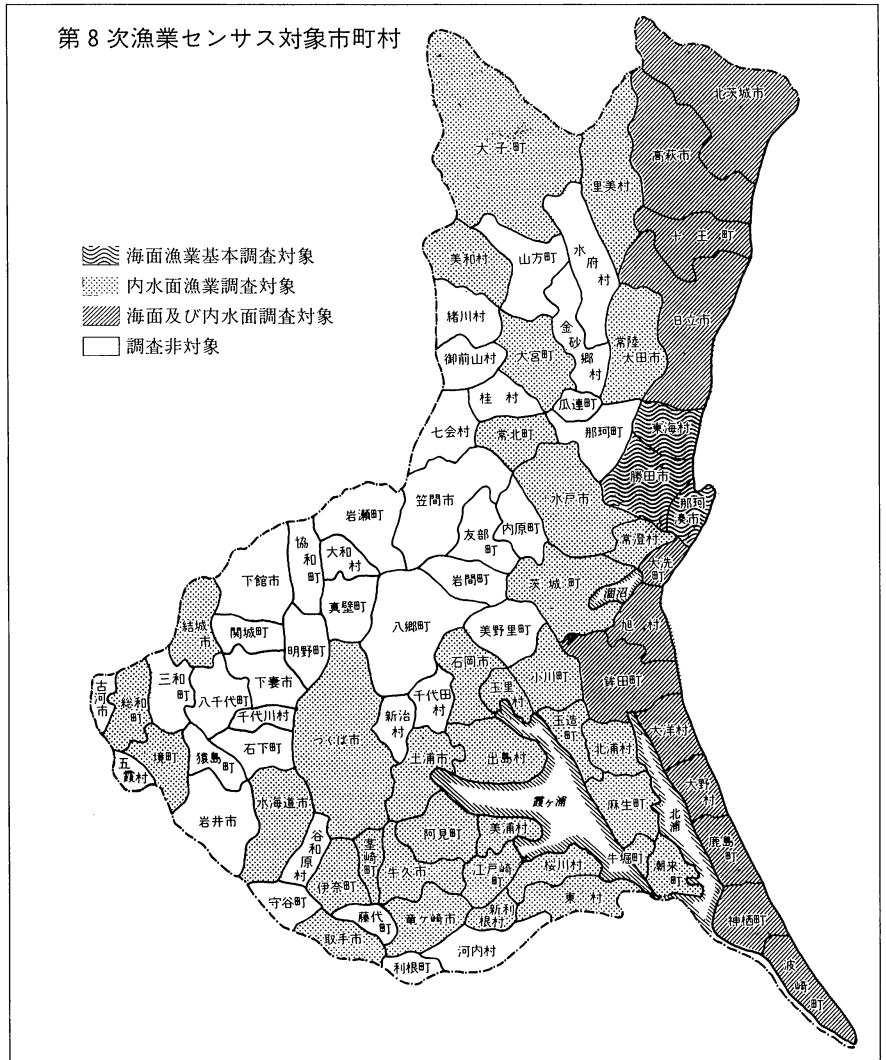 第8次漁業センサス対象市町村
海面漁業基本調査対象
内水面漁業調査対象
海面及び内水面調査対象
調査非対象
北茨城市
大子町
高萩市
里美村
十王町
美和村
山方町
水府村
日立市
緒川村
金砂郷村
常陸太田市
大宮町
御前山村
桂村
瓜連町
七会村
常北町
那珂町
東海村
勝田市
笠間市
水戸市
那珂湊市
岩瀬町
友部町
内原町
常澄村
協和町
大和村
大洗町
下館市
岩間町
茨城町
涸沼
真壁町
旭村
結城市
関城町
明野町
八郷町
美野里町
石岡市
小川町
鉾田町
古河市
総和町
三和町
八千代町
下妻市
玉里村
千代川村
つくば市
新治村
千代田村
玉造町
大洋村
五霞村
境町
猿島町
石下町
土浦市
出島村
北浦村
大野村
岩井市
水海道市
霞ヶ浦
麻生町
北浦
谷和原村
茎崎町
阿見町
美浦村
鹿島町
伊奈町
牛久市
江戸崎町
桜川村
牛堀町
潮来町
守谷町
藤代町
竜ヶ崎市
新利根村
東村
神栖町
取手市
河内村
利根町
波崎町